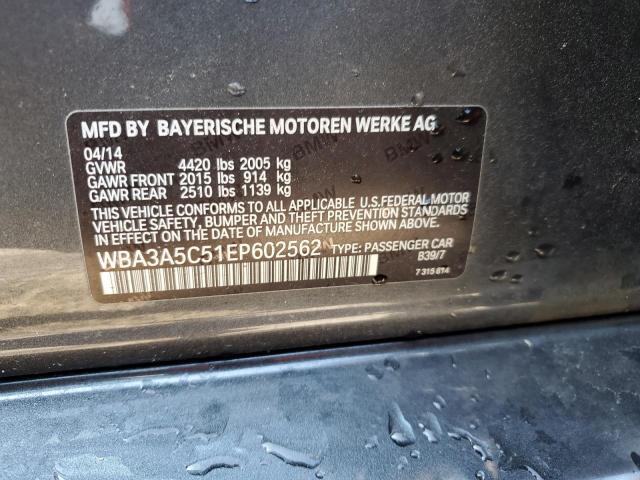 MFD BY BAYERISCHE MOTOREN WERKE AG
04/14
GVWR 4420 lbs 2005 kg
GAWR FRONT 2015 lbs 914 kg
GAWR REAR 2510 lbs 1139 kg
THIS VEHICLE CONFORMS TO ALL APPLICABLE U.S.FEDERAL MOTOR
VEHICLE SAFETY, BUMPER AND THEFT PREVENTION STANDARDS
IN EFFECT ON THE DATE OF MANUFACTURE SHOWN ABOVE.
WBA3A5C51EP602562 TYPE: PASSENGER CAR
B39/7
7 315 814